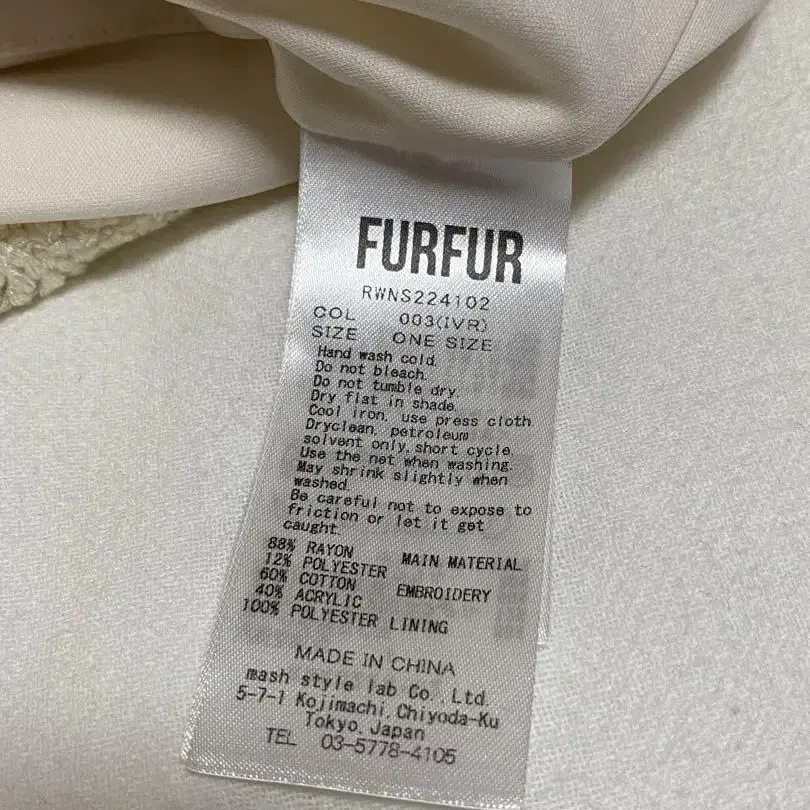 FURFUR
RWNS224102
COL 003(IVR)
SIZE ONE SIZE
Hand wash cold.
Do not bleach.
Do not tumble dry.
Dry flat in shade.
Cool iron, use press cloth.
Dryclean, petroleum
solvent only, short cycle.
Use the net when washing.
May shrink slightly when
washed.
Be careful not to expose to
friction or let it get
caught.
88% RAYON MAIN MATERIAL
12% POLYESTER
60% COTTON EMBROIDERY
40% ACRYLIC
100% POLYESTER LINING
MADE IN CHINA
mash style lab Co. Ltd.
5-7-1 Kojimachi, Chiyoda-Ku
Tokyo, Japan
TEL 03-5778-4105